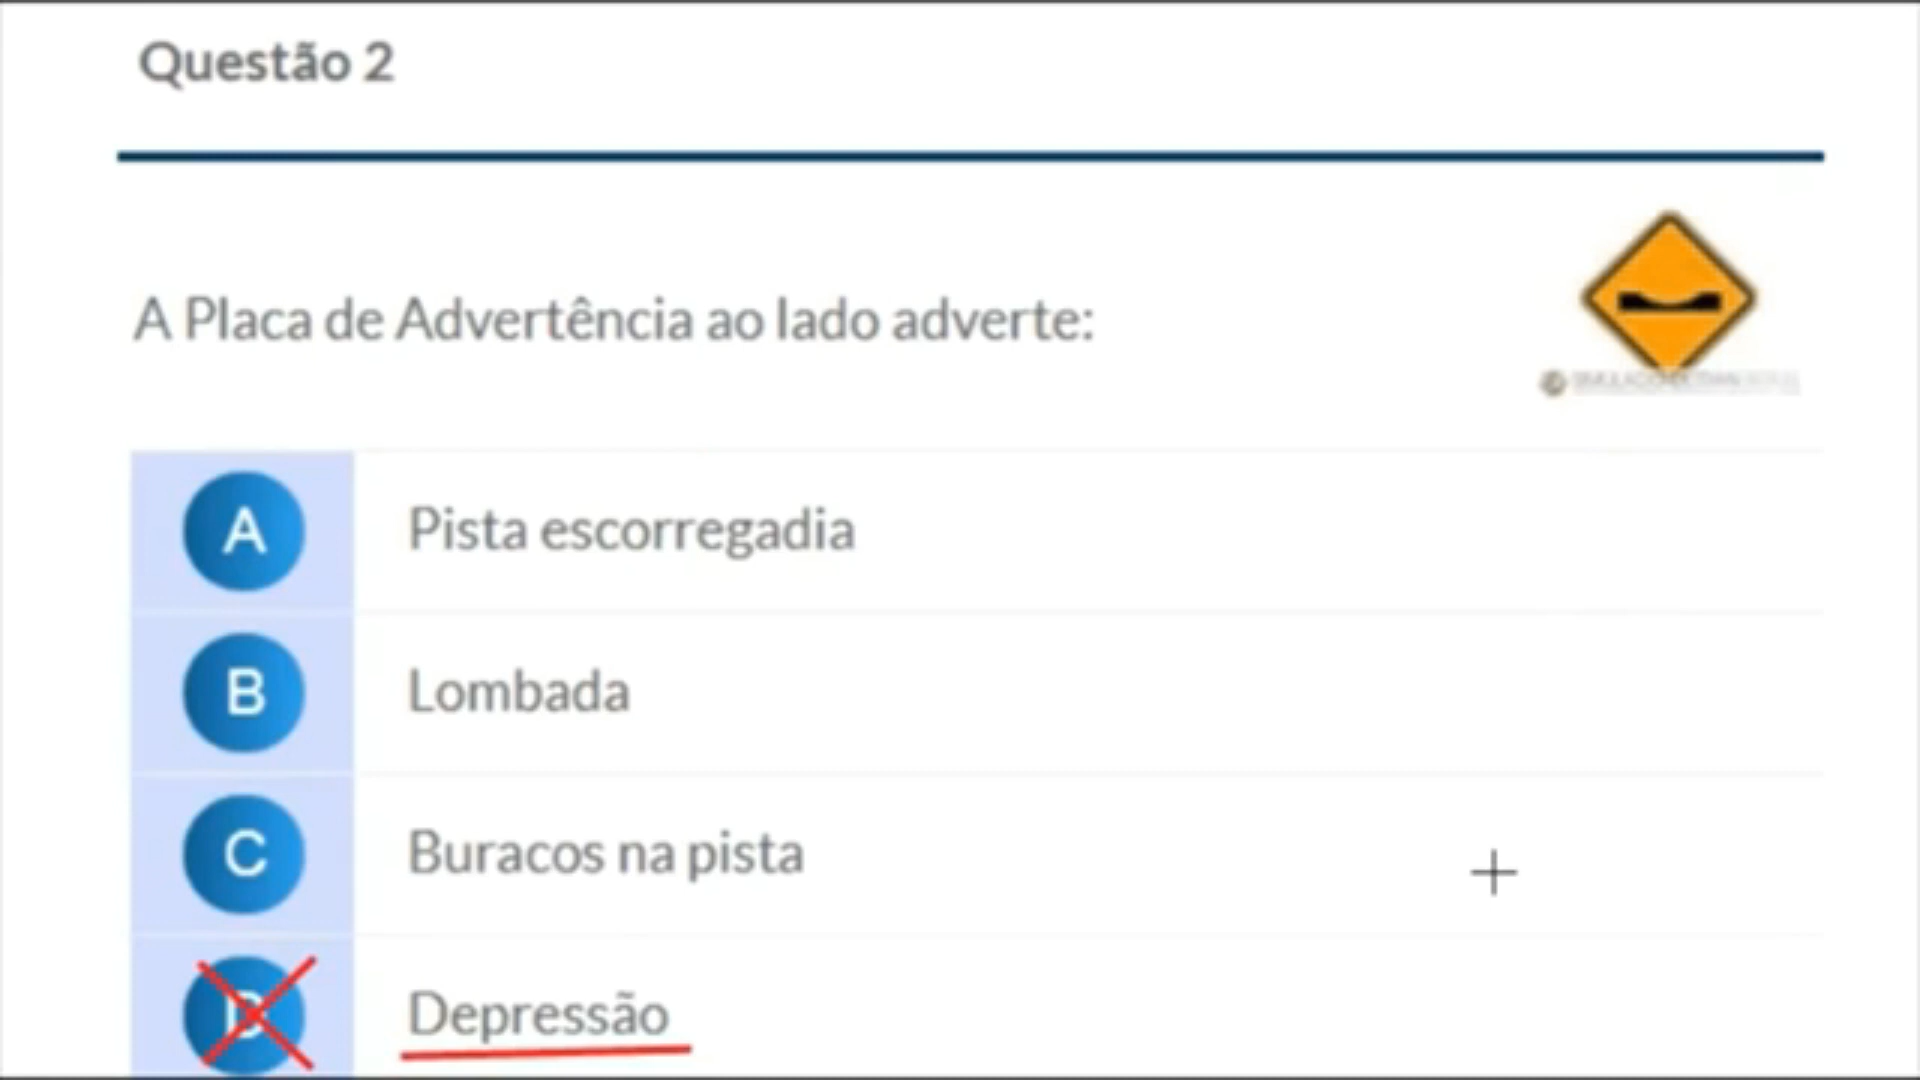 Questão 2
A Placa de Advertência ao lado adverte:
A Pista escorregadia
B Lombada
C Buracos na pista
D Depressão